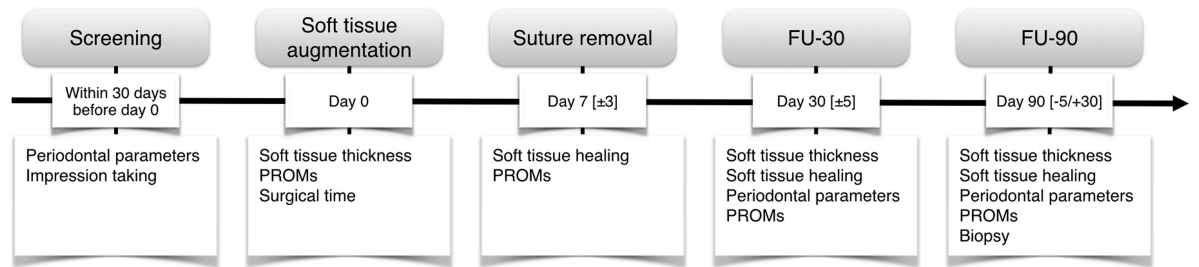 Screening
Within 30 days
before day 0
Periodontal parameters
Impression taking
Soft tissue
augmentation
Day 0
Soft tissue thickness
PROMs
Surgical time
Suture removal
Day 7 [±3]
Soft tissue healing
PROMs
FU-30
Day 30 [±5]
Soft tissue thickness
Soft tissue healing
Periodontal parameters
PROMs
FU-90
Day 90 [-5/+30]
Soft tissue thickness
Soft tissue healing
Periodontal parameters
PROMs
Biopsy